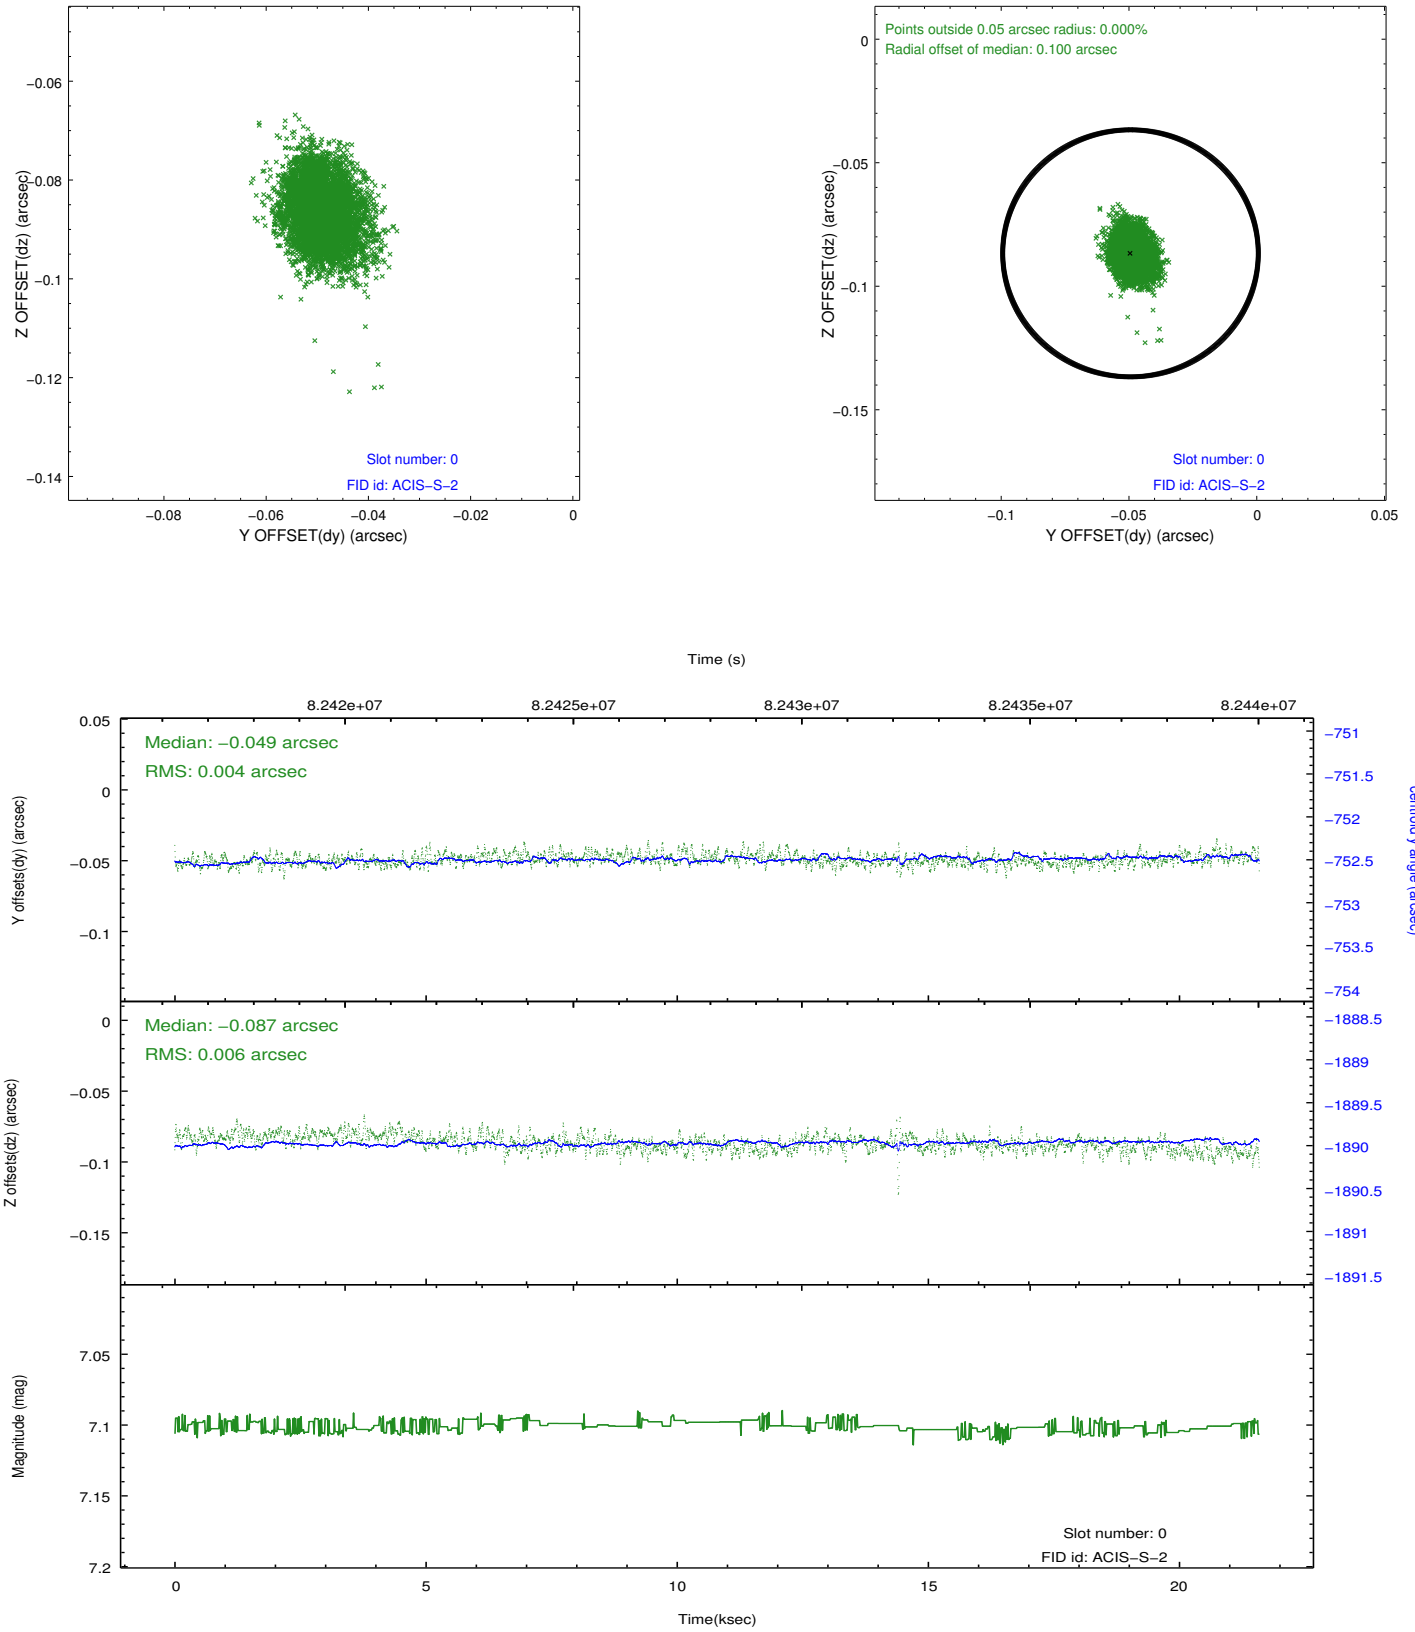 −0.06
−0.08
−0.1
−0.12
−0.14
Z OFFSET(dz) (arcsec)
Slot number: 0
FID id: ACIS−S−2
−0.08
−0.06
−0.04
−0.02
0
Y OFFSET(dy) (arcsec)
Points outside 0.05 arcsec radius: 0.000%
Radial offset of median: 0.100 arcsec
0
−0.05
−0.1
−0.15
Z OFFSET(dz) (arcsec)
Slot number: 0
FID id: ACIS−S−2
−0.1
−0.05
0
0.05
Y OFFSET(dy) (arcsec)
Time (s)
8.242e+07
8.2425e+07
8.243e+07
8.2435e+07
8.244e+07
0.05
0
−0.05
−0.1
Y offsets(dy) (arcsec)
Median: −0.049 arcsec
RMS: 0.004 arcsec
−751
−751.5
−752
−752.5
−753
−753.5
−754
centroid y angle (arcsec)
0
−0.05
−0.1
−0.15
Z offsets(dz) (arcsec)
Median: −0.087 arcsec
RMS: 0.006 arcsec
−1888.5
−1889
−1889.5
−1890
−1890.5
−1891
−1891.5
7.05
7.1
7.15
7.2
Magnitude (mag)
Slot number: 0
FID id: ACIS−S−2
0
5
10
15
20
Time(ksec)